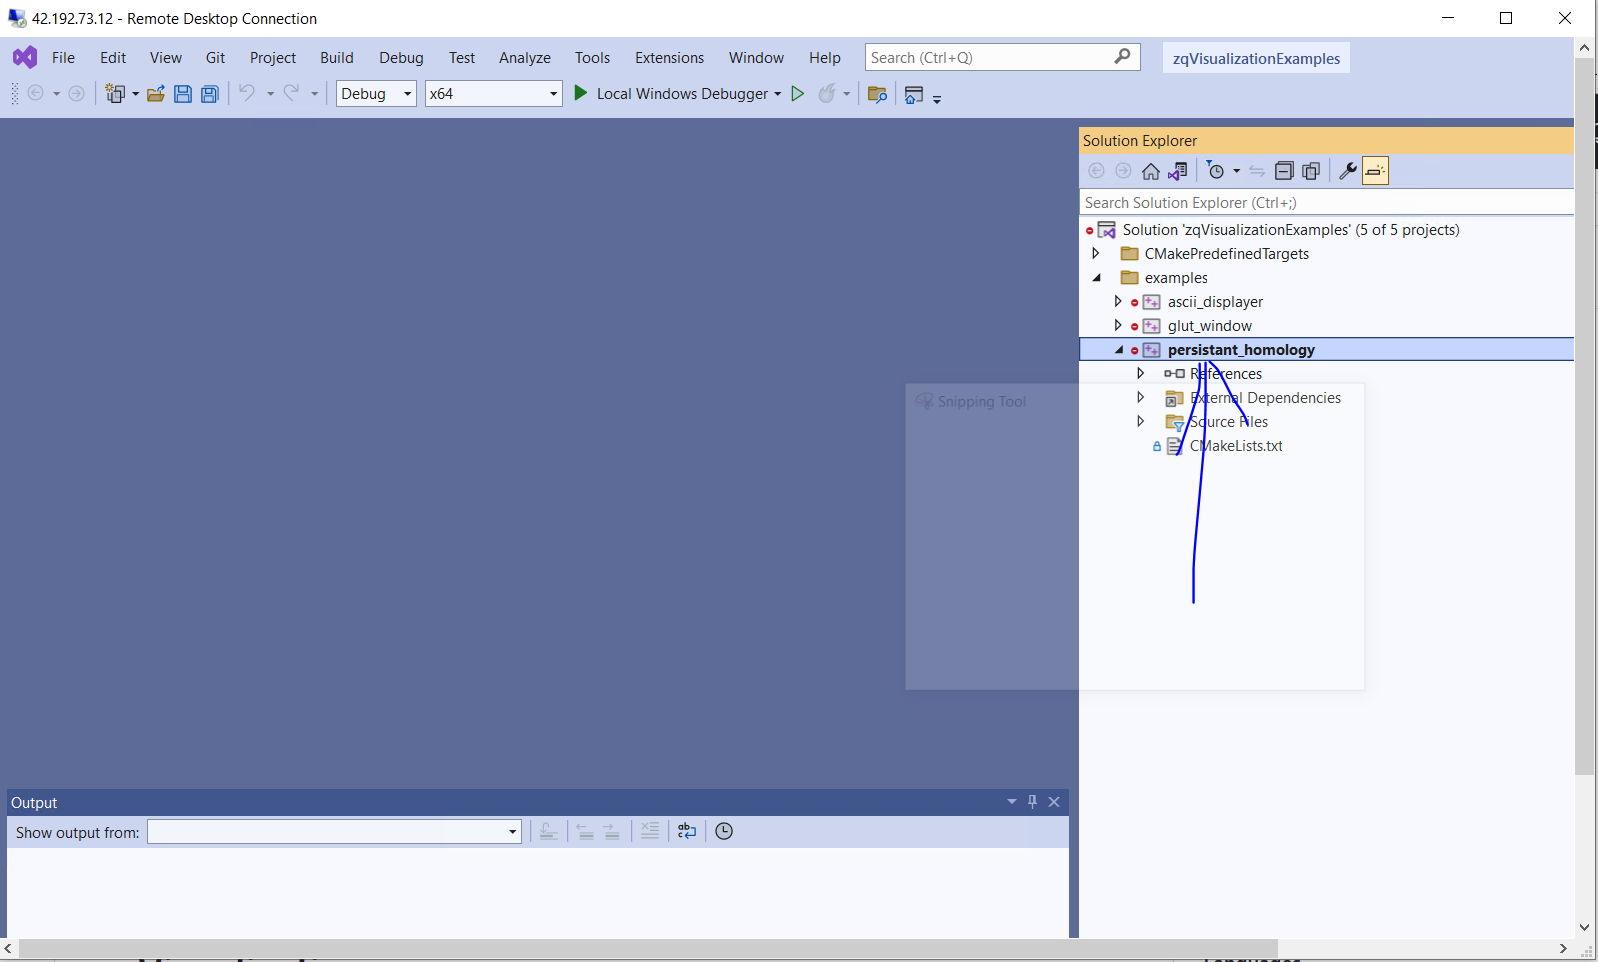 42.192.73.12 - Remote Desktop Connection
File Edit View Git Project Build Debug Test Analyze Tools Extensions Window Help Search (Ctrl+Q) zqVisualizationExamples
Debug x64 Local Windows Debugger
Solution Explorer
Search Solution Explorer (Ctrl+;)
Solution 'zqVisualizationExamples' (5 of 5 projects)
CMakePredefinedTargets
examples
ascii_displayer
glut_window
persistant_homology
References
Snipping Tool External Dependencies
Source Files
CMakeLists.txt
Output
Show output from: